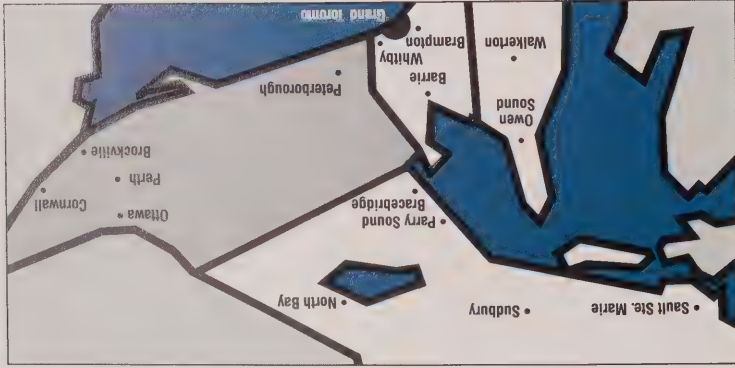 Sault Ste. Marie
Sudbury
North Bay
Parry Sound
Bracebridge
Ottawa
Cornwall
Perth
Brockville
Owen
Sound
Peterborough
Barrie
Whitby
Walkerton
Brampton
Grand Toronto